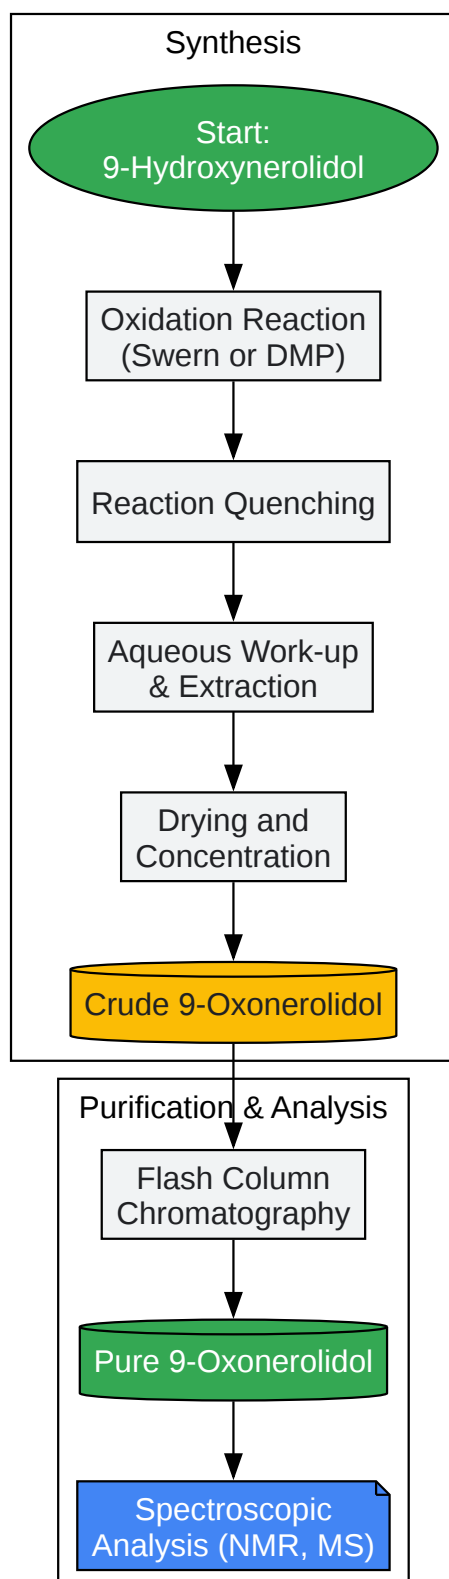 Synthesis
Start:
9-Hydroxynerolidol
Oxidation Reaction
(Swern or DMP)
Reaction Quenching
Aqueous Work-up
& Extraction
Drying and
Concentration
Crude 9-Oxonerolidol
Purification & Analysis
Flash Column
Chromatography
Pure 9-Oxonerolidol
Spectroscopic
Analysis (NMR, MS)